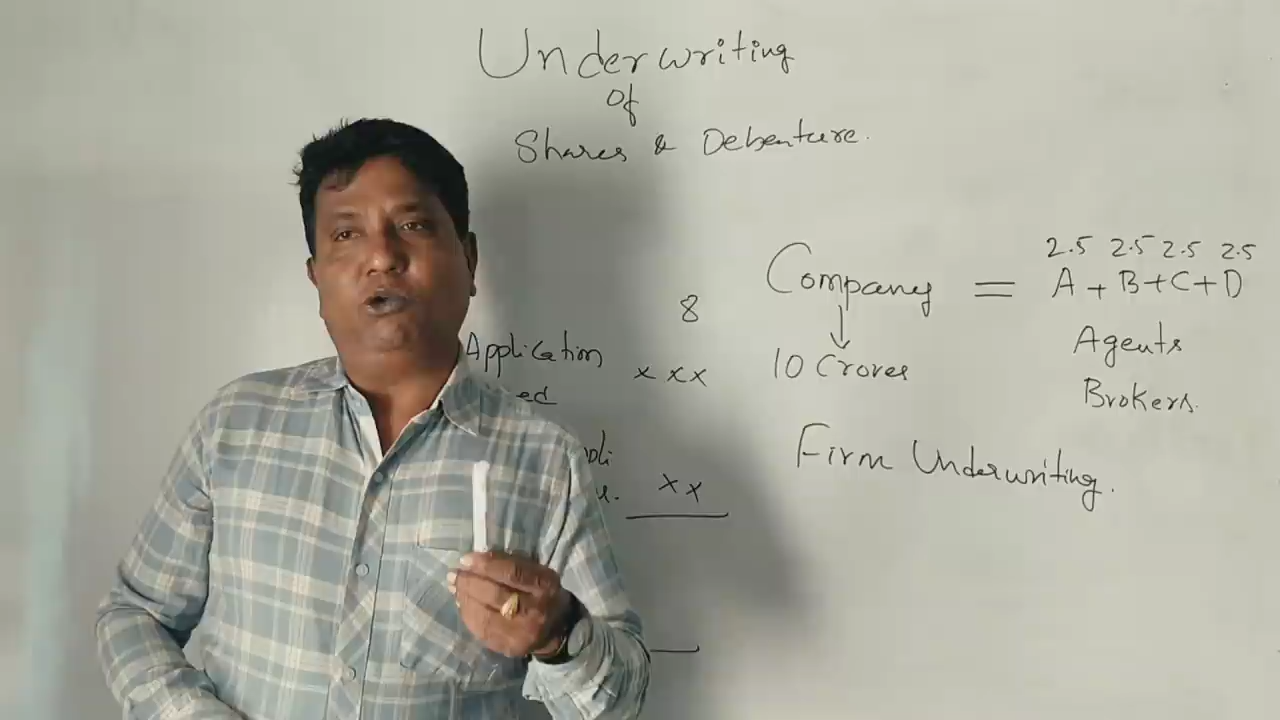 Underwriting
of
Shares & Debenture.
8
Application xxx
xx
Company = A + B + C + D
2.5 2.5 2.5 2.5
10 Crores
Agents
Brokers.
Firm Underwriting.